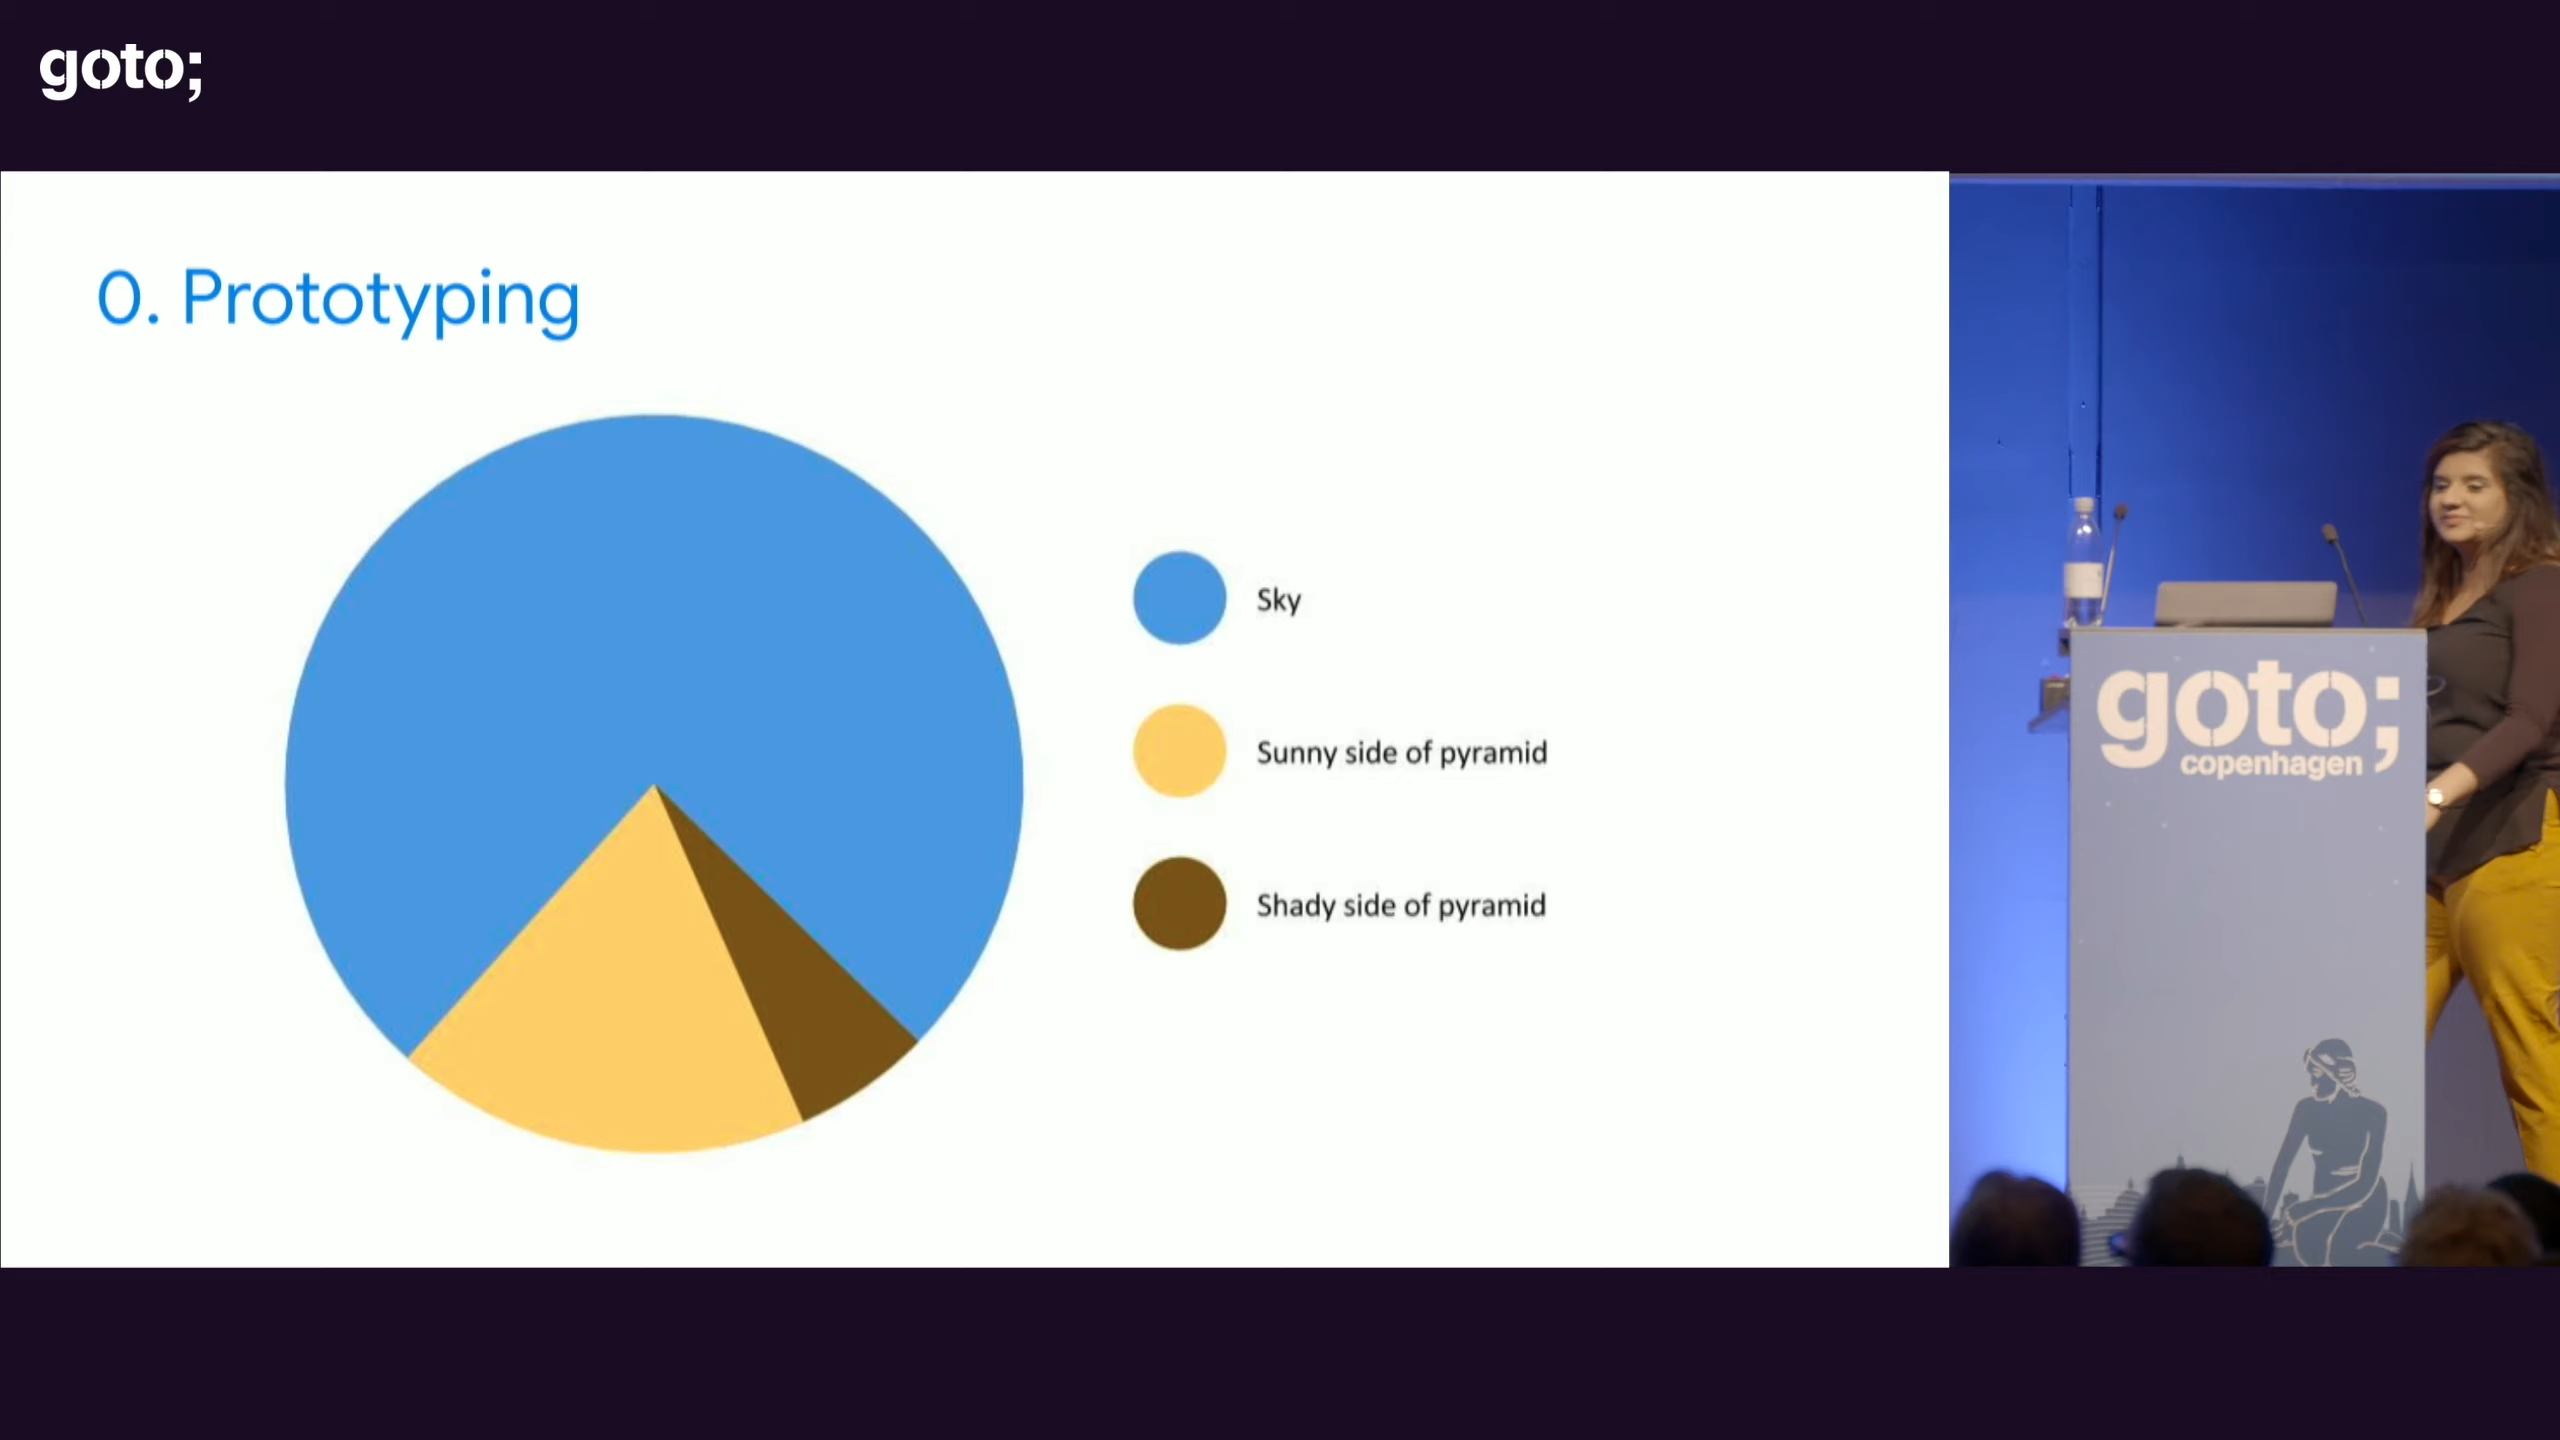 goto;
0. Prototyping
Sky
Sunny side of pyramid
Shady side of pyramid
goto;
copenhagen